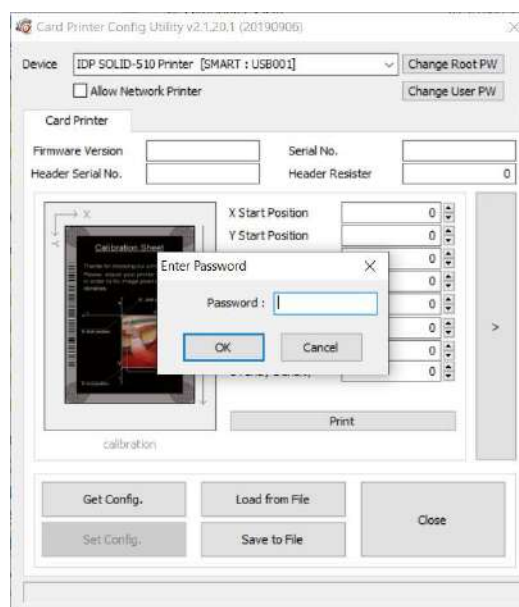 Card Printer Config Utility v2.1.20.1 (20190906)
Device IDP SOLID-510 Printer [SMART : USB001] Change Root PW
Allow Network Printer Change User PW
Card Printer
Firmware Version Serial No.
Header Serial No. Header Resister 0
X
Y
X Start Position 0
Y Start Position 0
Calibration Sheet
0
Enter Password
0
Password :
0
0
OK Cancel
>
0
0
Print
calibration
Get Config. Load from File
Close
Set Config. Save to File